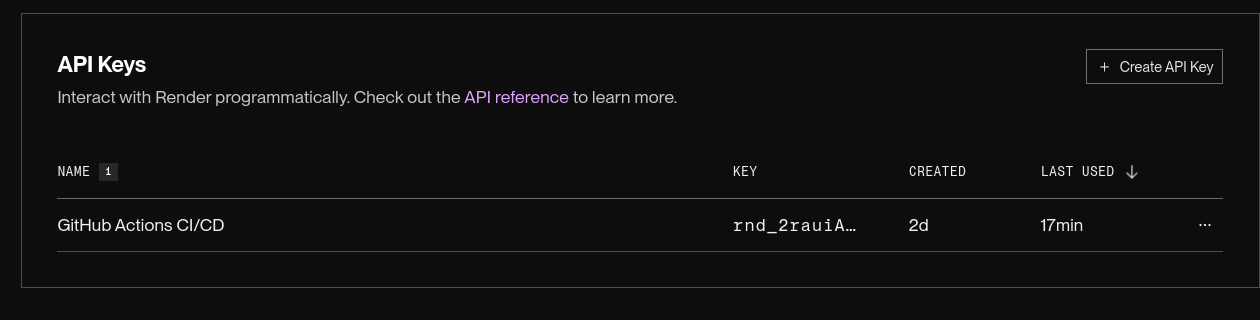 API Keys
+ Create API Key
Interact with Render programmatically. Check out the API reference to learn more.
NAME 1 KEY CREATED LAST USED ↓
GitHub Actions CI/CD rnd_2rauiA… 2d 17min ···